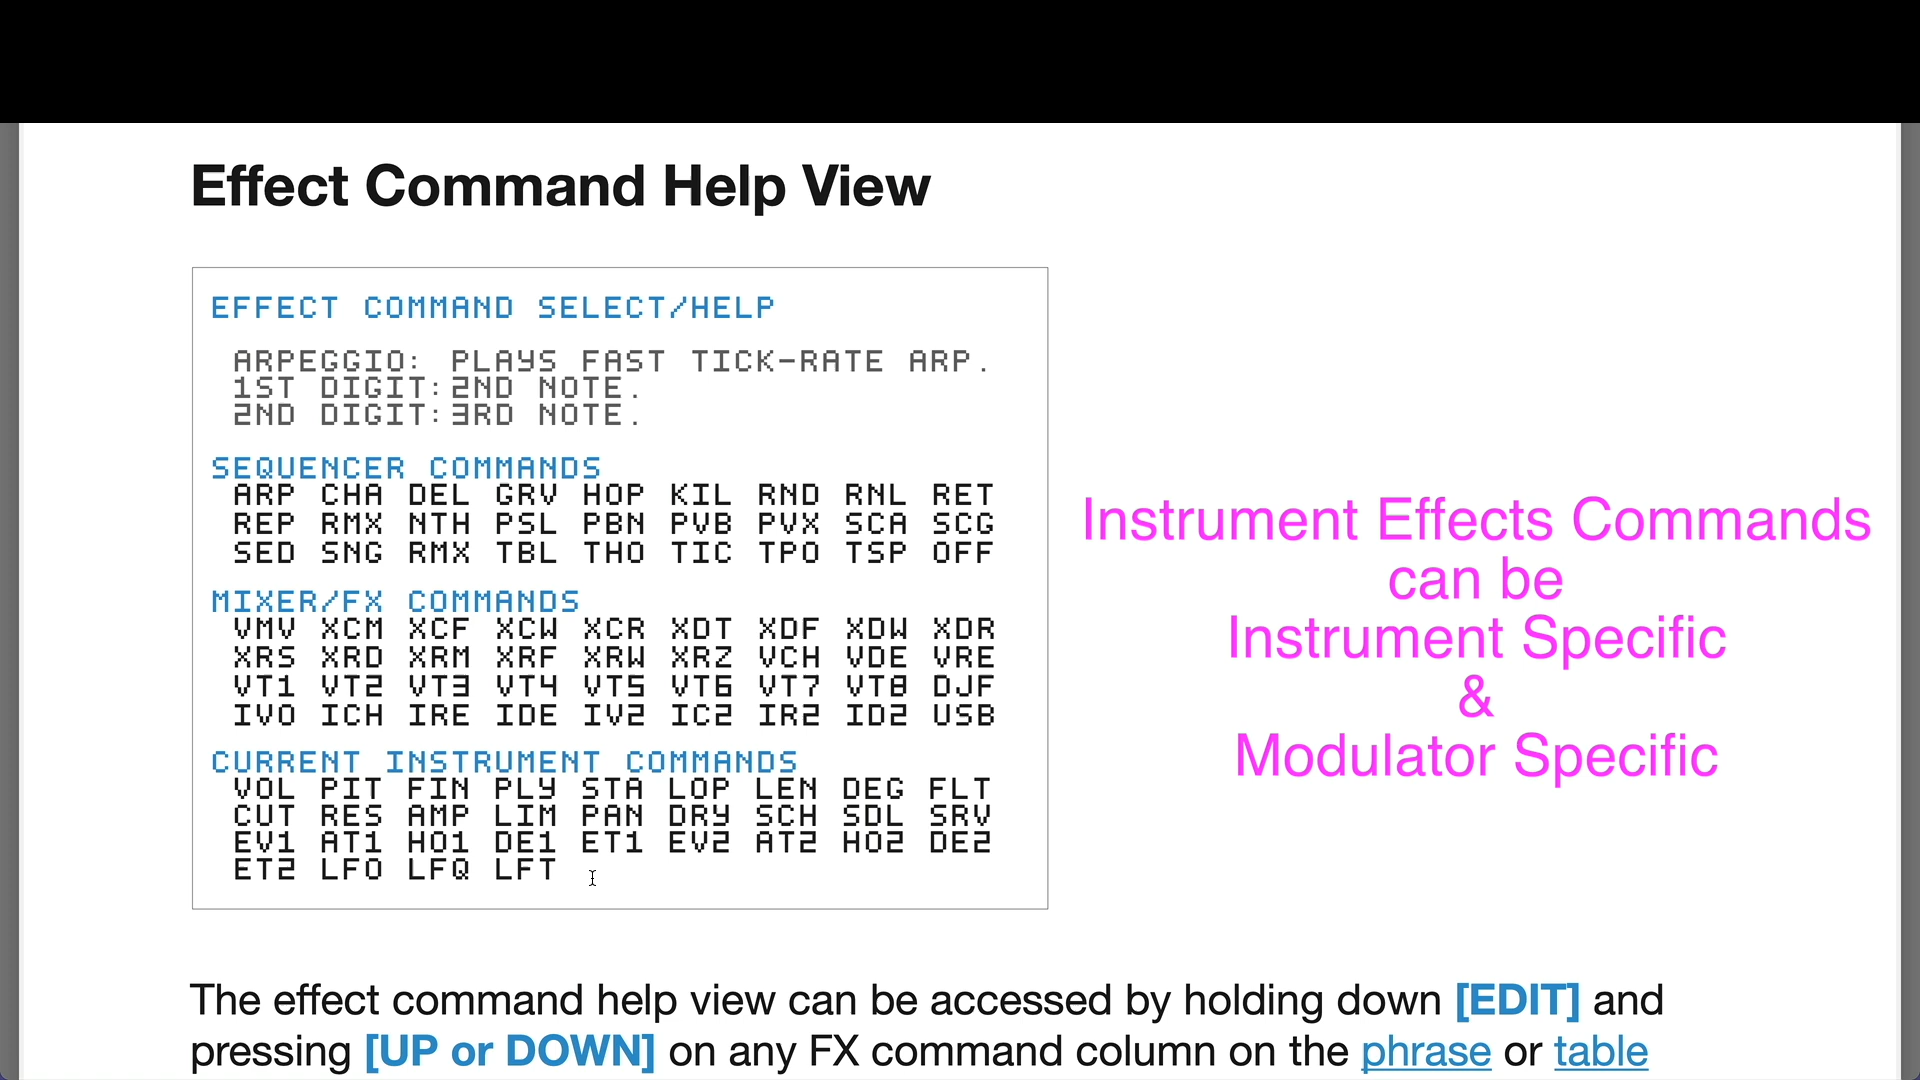 Effect Command Help View
EFFECT COMMAND SELECT/HELP
ARPEGGIO: PLAYS FAST TICK-RATE ARP.
1ST DIGIT:2ND NOTE.
2ND DIGIT:3RD NOTE.
SEQUENCER COMMANDS
ARP CHA DEL GRV HOP KIL RND RNL RET
REP RMX NTH PSL PBN PVB PVX SCA SCG
SED SNG RMX TBL THO TIC TPO TSP OFF
MIXER/FX COMMANDS
VMV XCM XCF XCW XCR XDT XDF XDW XDR
XRS XRD XRM XRF XRW XRZ VCH VDE VRE
VT1 VT2 VT3 VT4 VT5 VT6 VT7 VT8 DJF
IVO ICH IRE IDE IV2 IC2 IR2 ID2 USB
CURRENT INSTRUMENT COMMANDS
VOL PIT FIN PLY STA LOP LEN DEG FLT
CUT RES AMP LIM PAN DRY SCH SDL SRV
EV1 AT1 HO1 DE1 ET1 EV2 AT2 HO2 DE2
ET2 LFO LFQ LFT
Instrument Effects Commands
can be
Instrument Specific
&
Modulator Specific
The effect command help view can be accessed by holding down [EDIT] and
pressing [UP or DOWN] on any FX command column on the phrase or table